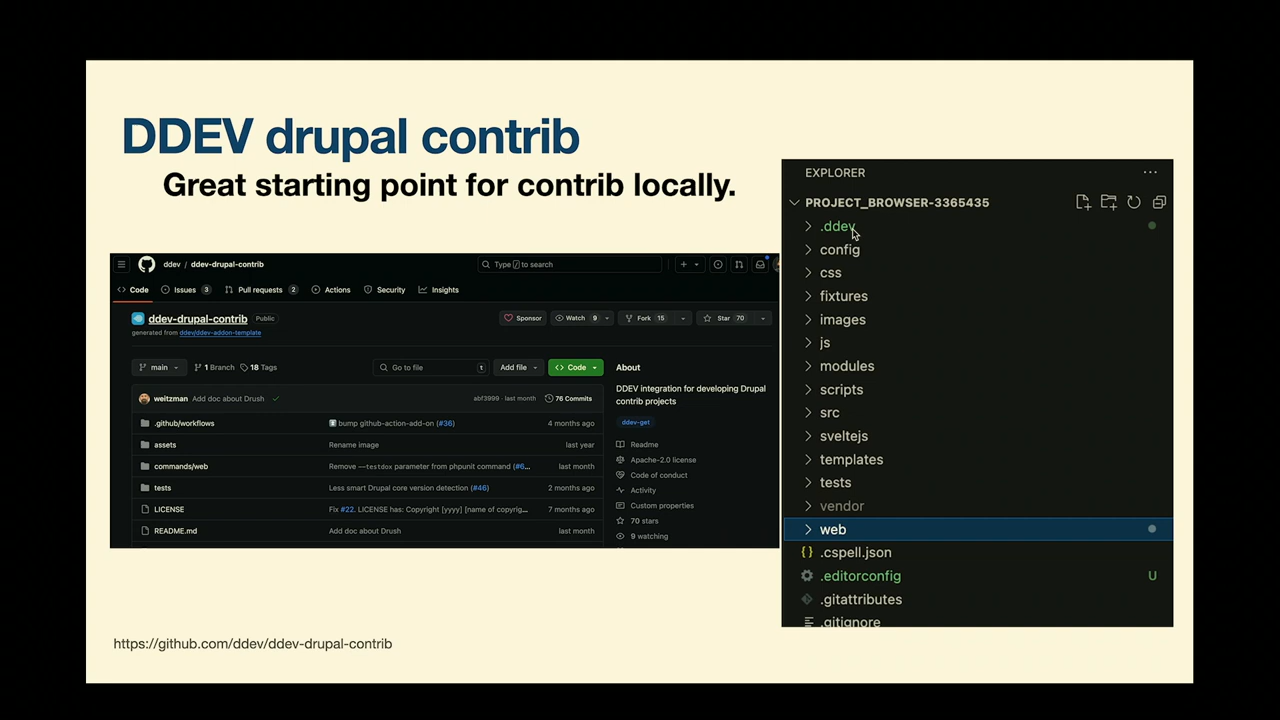 DDEV drupal contrib
Great starting point for contrib locally.
ddev / ddev-drupal-contrib
Type / to search
Code
Issues 3
Pull requests 2
Actions
Security
Insights
ddev-drupal-contrib Public
generated from ddev/ddev-addon-template
Sponsor
Watch 9
Fork 15
Star 70
main
1 Branch
18 Tags
Go to file t
Add file
Code
weitzman Add doc about Drush
abf3999 · last month
76 Commits
.github/workflows bump github-action-add-on (#36) 4 months ago
assets Rename image last year
commands/web Remove --testdox parameter from phpunit command (#6... last month
tests Less smart Drupal core version detection (#46) 2 months ago
LICENSE Fix #22. LICENSE has: Copyright [yyyy] [name of copyrig... 7 months ago
README.md Add doc about Drush last month
About
DDEV integration for developing Drupal
contrib projects
ddev-get
Readme
Apache-2.0 license
Code of conduct
Activity
Custom properties
70 stars
9 watching
EXPLORER
PROJECT_BROWSER-3365435
.ddev
config
css
fixtures
images
js
modules
scripts
src
sveltejs
templates
tests
vendor
web
.cspell.json
.editorconfig U
.gitattributes
.gitignore
https://github.com/ddev/ddev-drupal-contrib